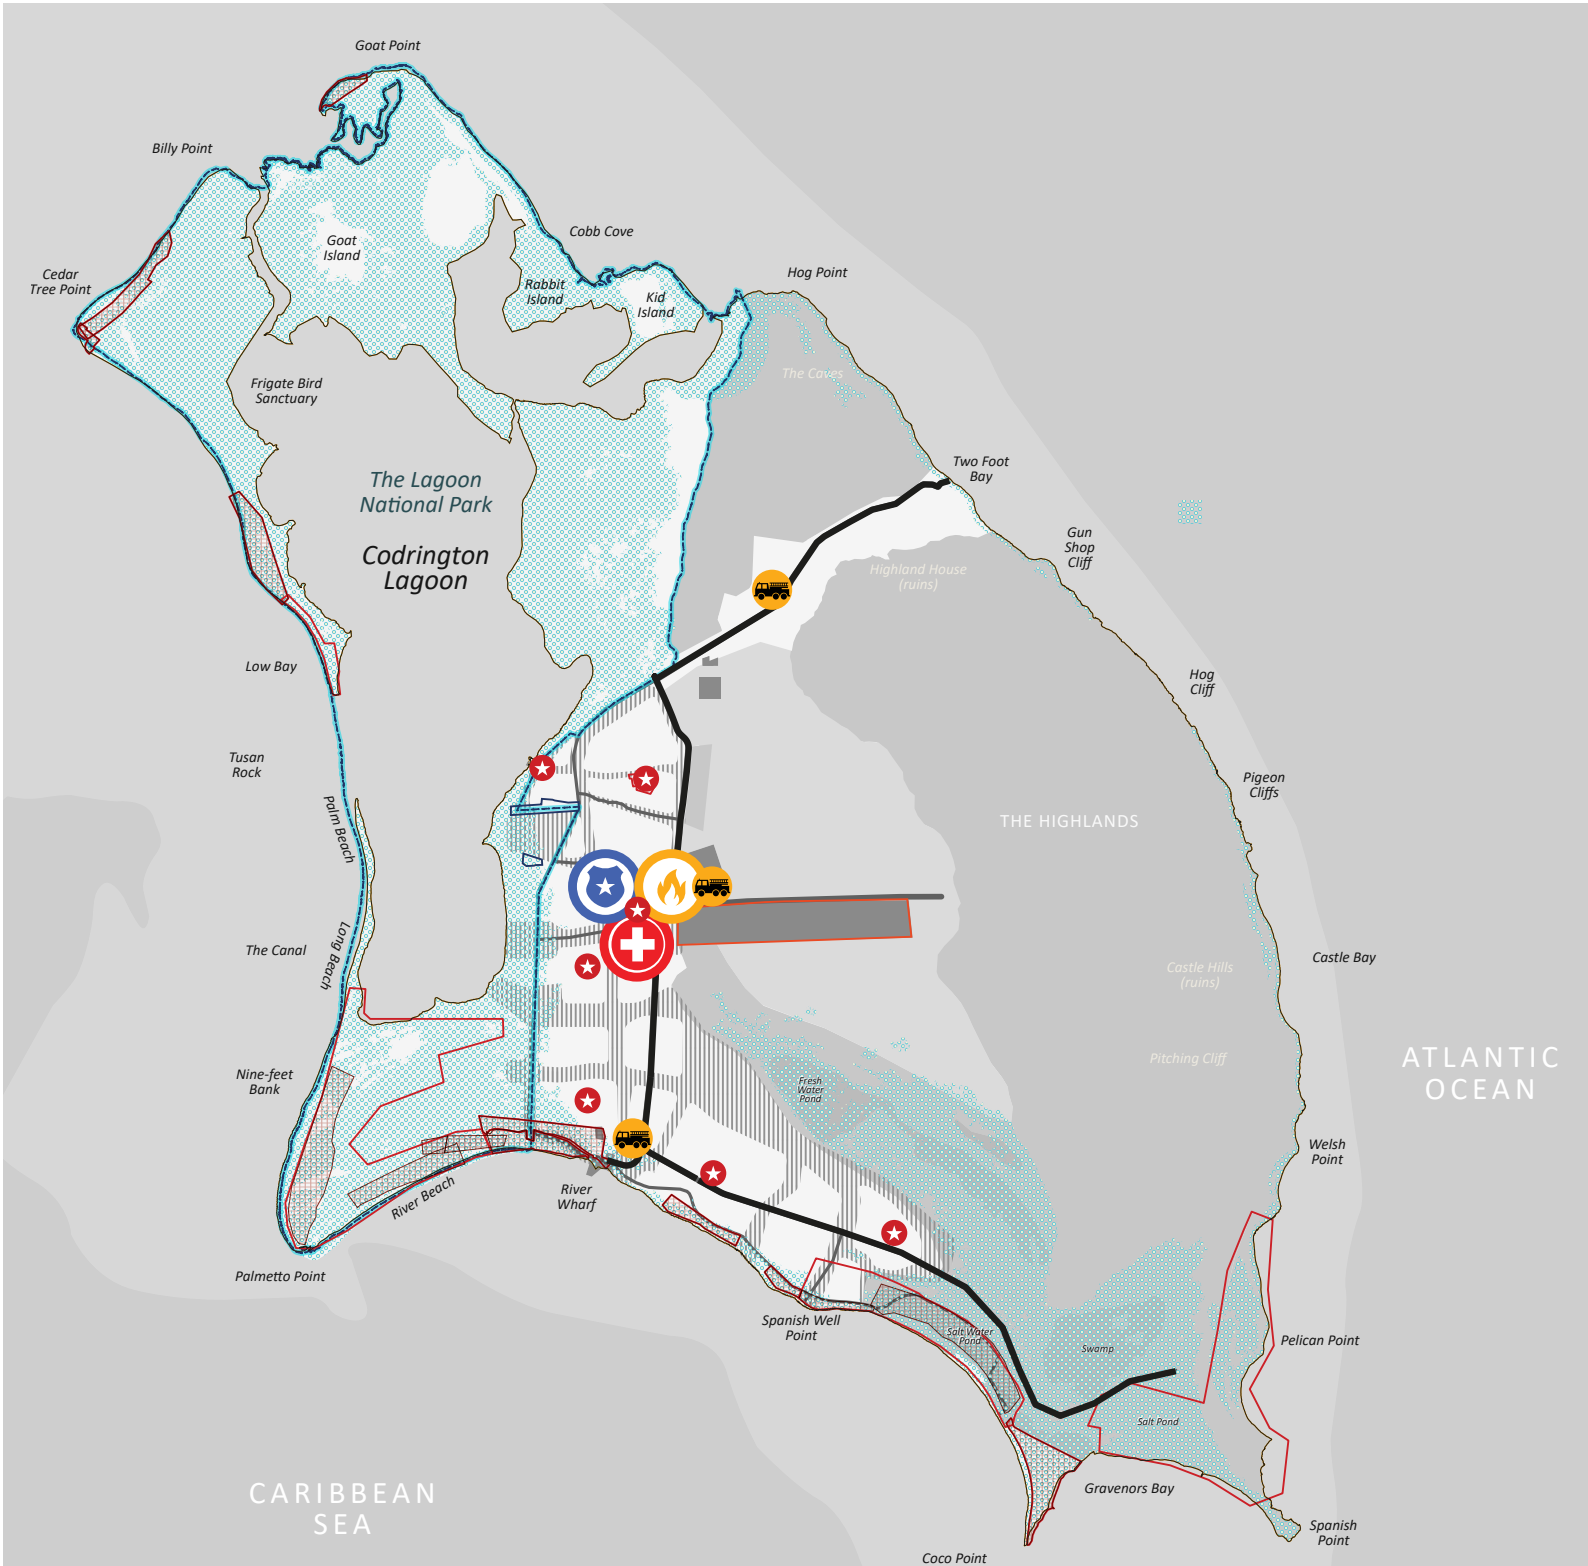 Goat Point
Billy Point
Goat
Island
Cobb Cove
Cedar
Tree Point
Rabbit
Island
Kid
Island
Hog Point
The Caves
Frigate Bird
Sanctuary
The Lagoon
National Park
Codrington
Lagoon
Two Foot
Bay
Gun
Shop
Cliff
Highland House
(ruins)
Low Bay
Hog
Cliff
Tusan
Rock
Pigeon
Cliffs
Palm Beach
THE HIGHLANDS
The Canal
Long Beach
Castle Bay
Castle Hills
(ruins)
Pitching Cliff
ATLANTIC
OCEAN
Nine-feet
Bank
Fresh
Water
Pond
Welsh
Point
River Beach
River
Wharf
Palmetto Point
Spanish Well
Point
Salt Water
Pond
Swamp
Pelican Point
Salt Pond
Gravenors Bay
CARIBBEAN
SEA
Spanish
Point
Coco Point